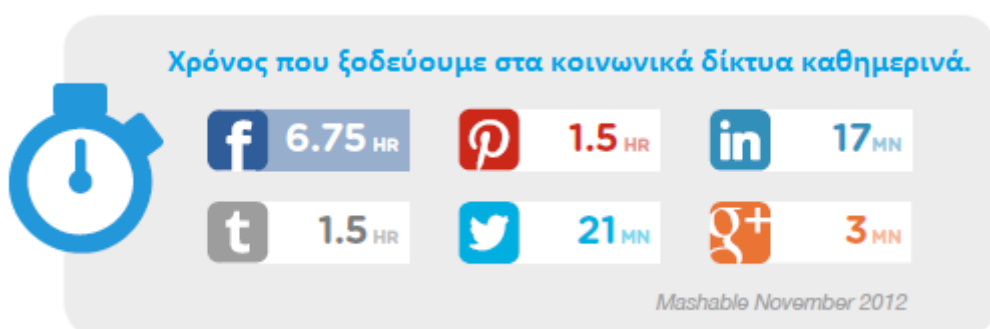 Χρόνος που ξοδεύουμε στα κοινωνικά δίκτυα καθημερινά.
f 6.75 HR
p 1.5 HR
in 17 MN
t 1.5 HR
21 MN
g+ 3 MN
Mashable November 2012